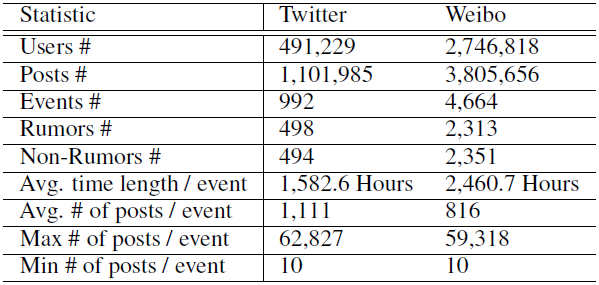 Statistic Twitter Weibo
Users # 491,229 2,746,818
Posts # 1,101,985 3,805,656
Events # 992 4,664
Rumors # 498 2,313
Non-Rumors # 494 2,351
Avg. time length / event 1,582.6 Hours 2,460.7 Hours
Avg. # of posts / event 1,111 816
Max # of posts / event 62,827 59,318
Min # of posts / event 10 10